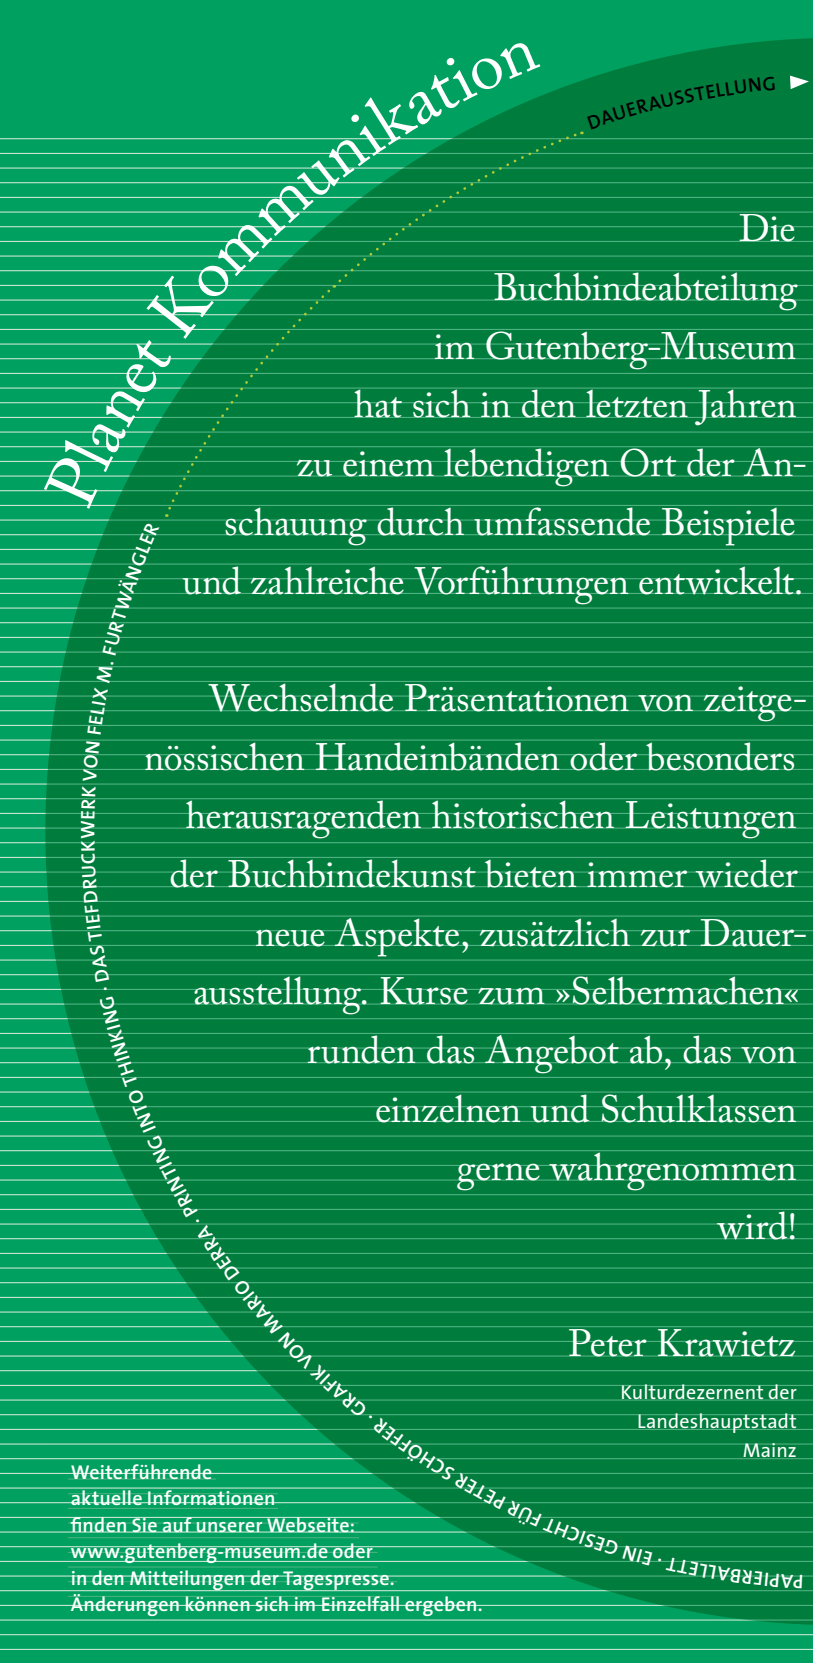 Planet Kommunikation
DAUERAUSSTELLUNG
Die
Buchbindeabteilung
im Gutenberg-Museum
hat sich in den letzten Jahren
zu einem lebendigen Ort der An-
schauung durch umfassende Beispiele
und zahlreiche Vorführungen entwickelt.
Wechselnde Präsentationen von zeitge-
nössischen Handeinbänden oder besonders
herausragenden historischen Leistungen
der Buchbindekunst bieten immer wieder
neue Aspekte, zusätzlich zur Dauer-
ausstellung. Kurse zum »Selbermachen«
runden das Angebot ab, das von
einzelnen und Schulklassen
gerne wahrgenommen
wird!
Peter Krawietz
Kulturdezernent der
Landeshauptstadt
Mainz
PAPIERBALLETT · EIN GESICHT FÜR PETER SCHÖFFER · GRAFIK VON MARIO DERRA · PRINTING INTO THINKING · DAS TIEFDRUCKWERK VON FELIX M. FURTWÄNGLER
Weiterführende
aktuelle Informationen
finden Sie auf unserer Webseite:
www.gutenberg-museum.de oder
in den Mitteilungen der Tagespresse.
Änderungen können sich im Einzelfall ergeben.